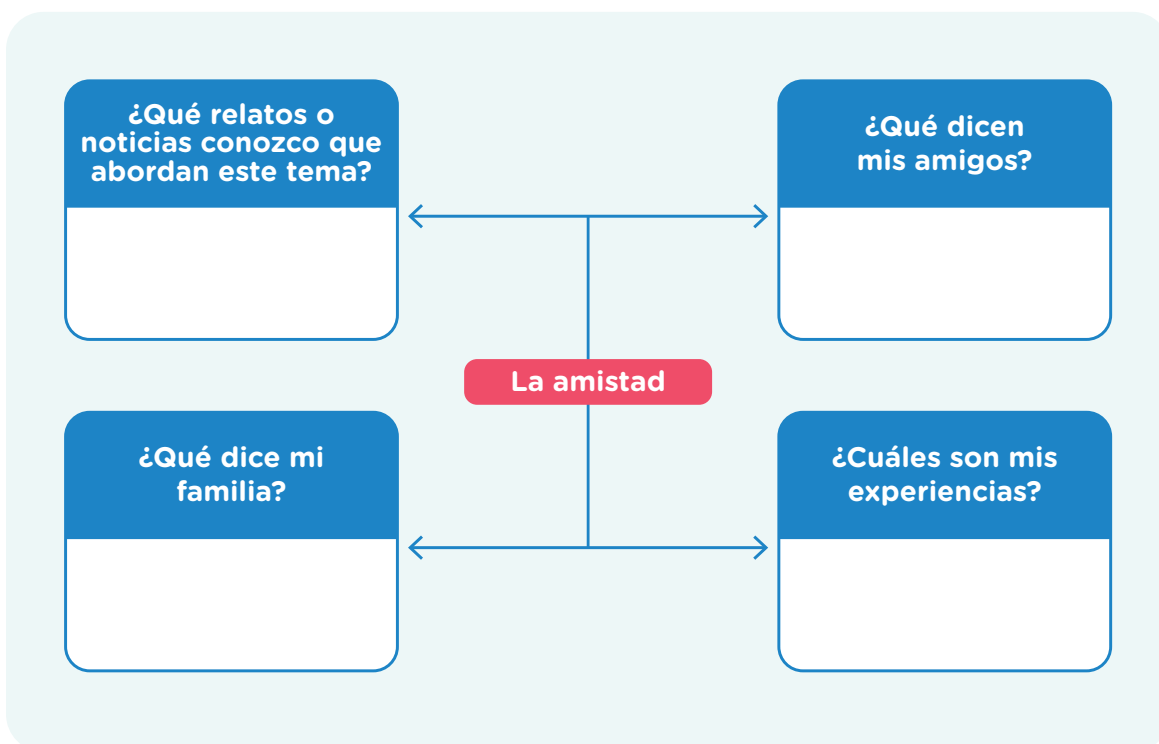 ¿Qué relatos o
noticias conozco que
abordan este tema?
¿Qué dicen
mis amigos?
La amistad
¿Qué dice mi
familia?
¿Cuáles son mis
experiencias?